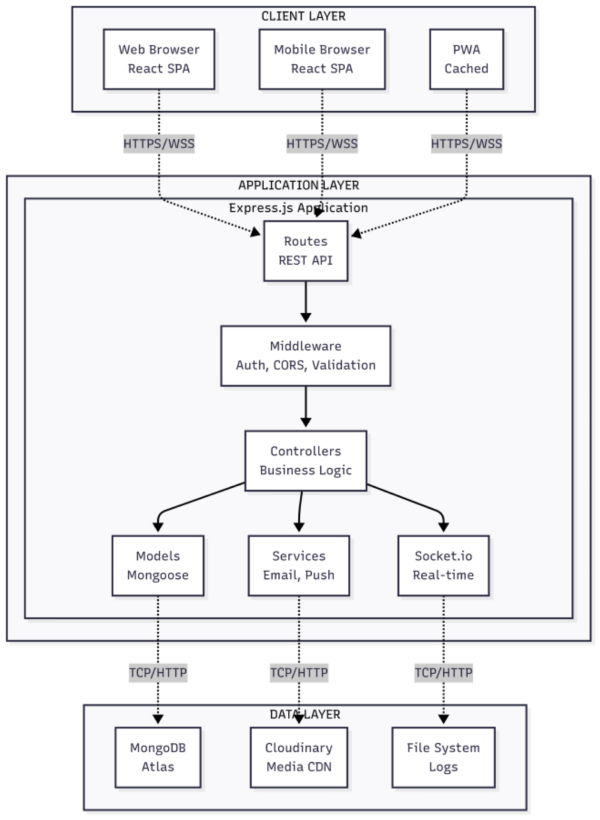 CLIENT LAYER
Web Browser
React SPA
Mobile Browser
React SPA
PWA
Cached
HTTPS/WSS
HTTPS/WSS
HTTPS/WSS
APPLICATION LAYER
Express.js Application
Routes
REST API
Middleware
Auth, CORS, Validation
Controllers
Business Logic
Models
Mongoose
Services
Email, Push
Socket.io
Real-time
TCP/HTTP
TCP/HTTP
TCP/HTTP
DATA LAYER
MongoDB
Atlas
Cloudinary
Media CDN
File System
Logs